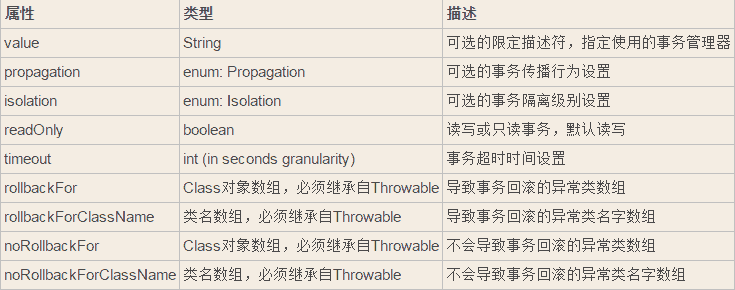 属性 类型 描述
value String 可选的限定描述符，指定使用的事务管理器
propagation enum: Propagation 可选的事务传播行为设置
isolation enum: Isolation 可选的事务隔离级别设置
readOnly boolean 读写或只读事务，默认读写
timeout int (in seconds granularity) 事务超时时间设置
rollbackFor Class对象数组，必须继承自Throwable 导致事务回滚的异常类数组
rollbackForClassName 类名数组，必须继承自Throwable 导致事务回滚的异常类名字数组
noRollbackFor Class对象数组，必须继承自Throwable 不会导致事务回滚的异常类数组
noRollbackForClassName 类名数组，必须继承自Throwable 不会导致事务回滚的异常类名字数组